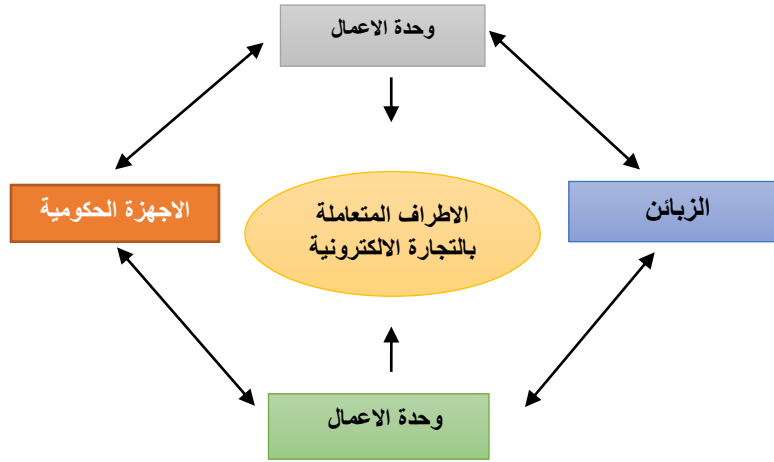 وحدة الاعمال
الزبائن
الاطراف المتعاملة
بالتجارة الالكترونية
الاجهزة الحكومية
وحدة الاعمال